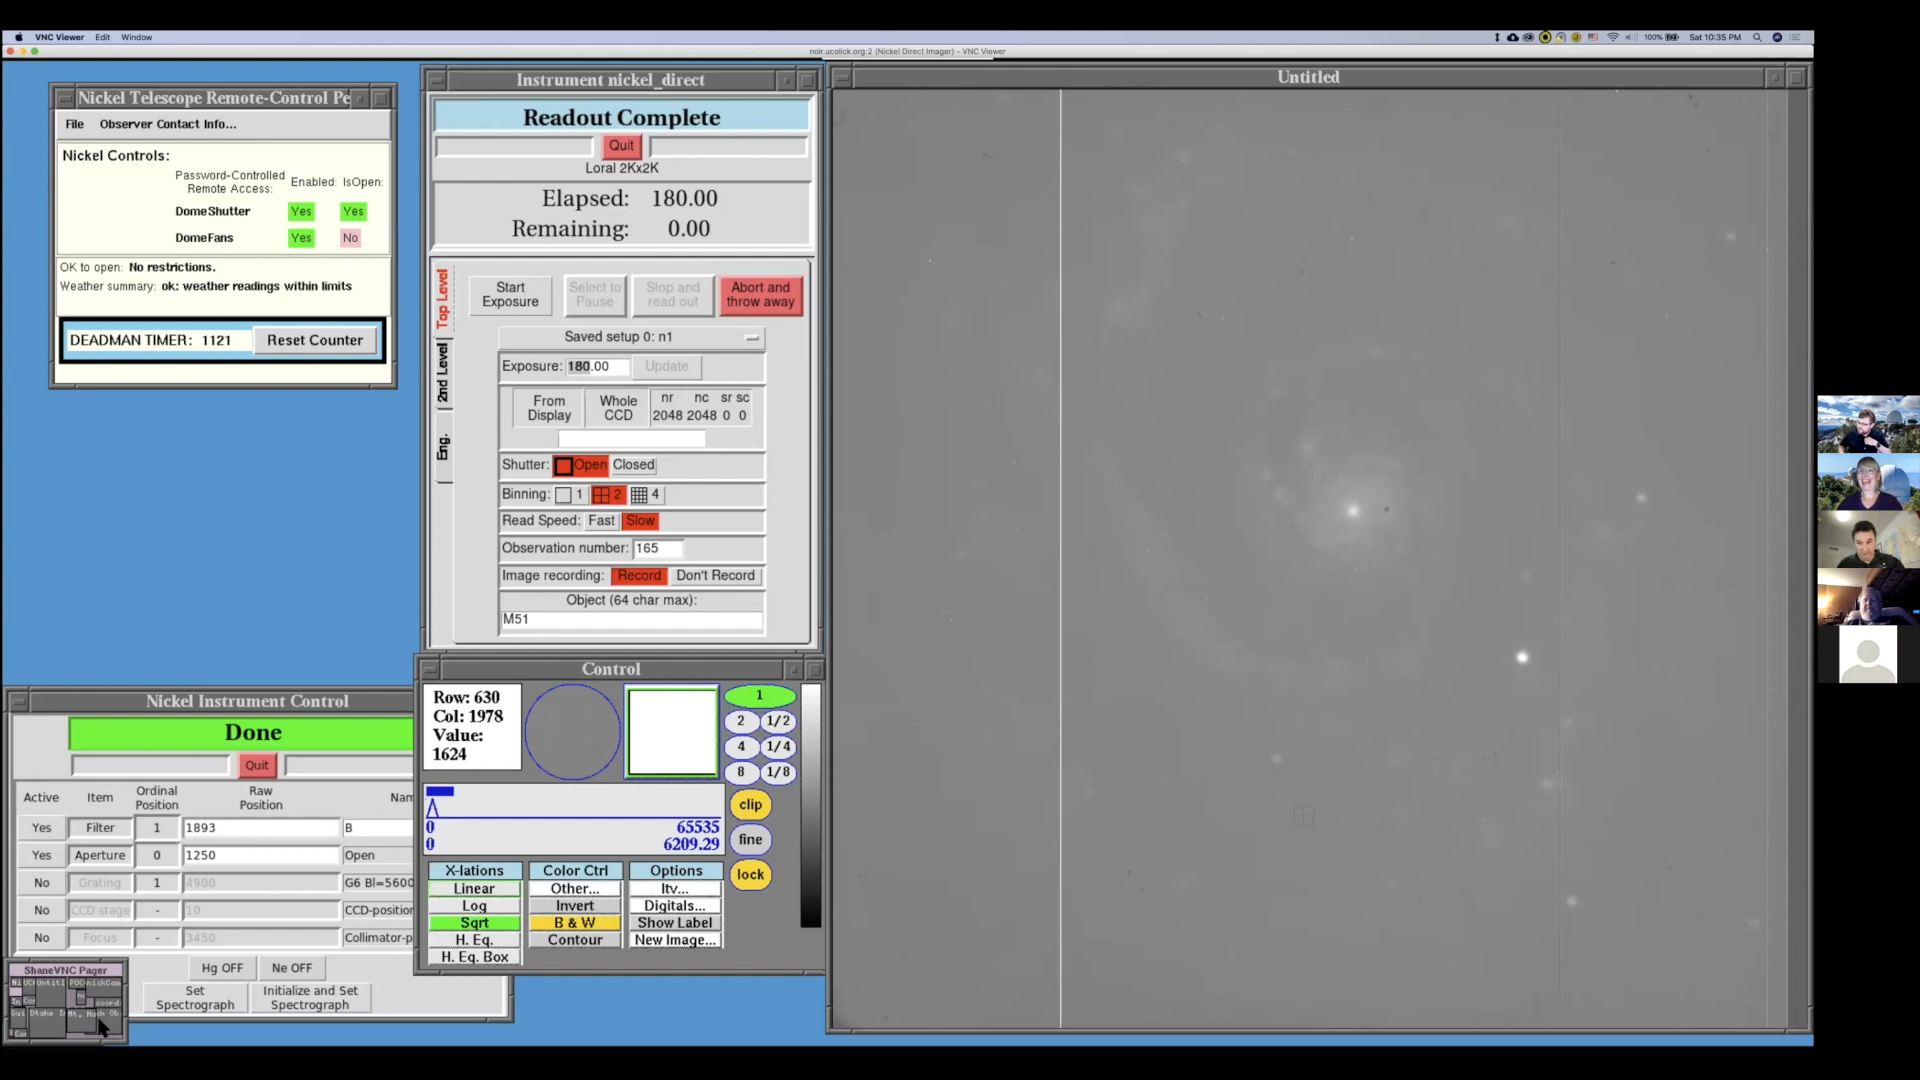 VNC Viewer Edit Window
100% Sat 10:35 PM
noir.ucolick.org:2 (Nickel Direct Imager) - VNC Viewer
Nickel Telescope Remote-Control Pe
File Observer Contact Info...
Nickel Controls:
Password-Controlled
Remote Access: Enabled: IsOpen:
DomeShutter Yes Yes
DomeFans Yes No
OK to open: No restrictions.
Weather summary: ok: weather readings within limits
DEADMAN TIMER: 1121 Reset Counter
Instrument nickel_direct
Readout Complete
Quit
Loral 2Kx2K
Elapsed: 180.00
Remaining: 0.00
Top Level
2nd Level
Eng.
Start
Exposure
Select to
Pause
Stop and
read out
Abort and
throw away
Saved setup 0: n1
Exposure: 180.00 Update
From
Display
Whole
CCD
nr nc sr sc
2048 2048 0 0
Shutter: Open Closed
Binning: 1 2 4
Read Speed: Fast Slow
Observation number: 165
Image recording: Record Don't Record
Object (64 char max):
M51
Untitled
Control
Row: 630
Col: 1978
Value:
1624
1
2 1/2
4 1/4
8 1/8
clip
fine
lock
0 65535
0 6209.29
X-lations Color Ctrl Options
Linear Other... Itv...
Log Invert Digitals...
Sqrt B & W Show Label
H. Eq. Contour New Image...
H. Eq. Box
Nickel Instrument Control
Done
Quit
Active Item Ordinal
Position Raw
Position Nam
Yes Filter 1 1893 B
Yes Aperture 0 1250 Open
No Grating 1 4900 G6 Bl=5600
No CCD stage - 10 CCD-position
No Focus - 3450 Collimator-p
Hg OFF Ne OFF
Set
Spectrograph
Initialize and Set
Spectrograph
ShaneVNC Pager